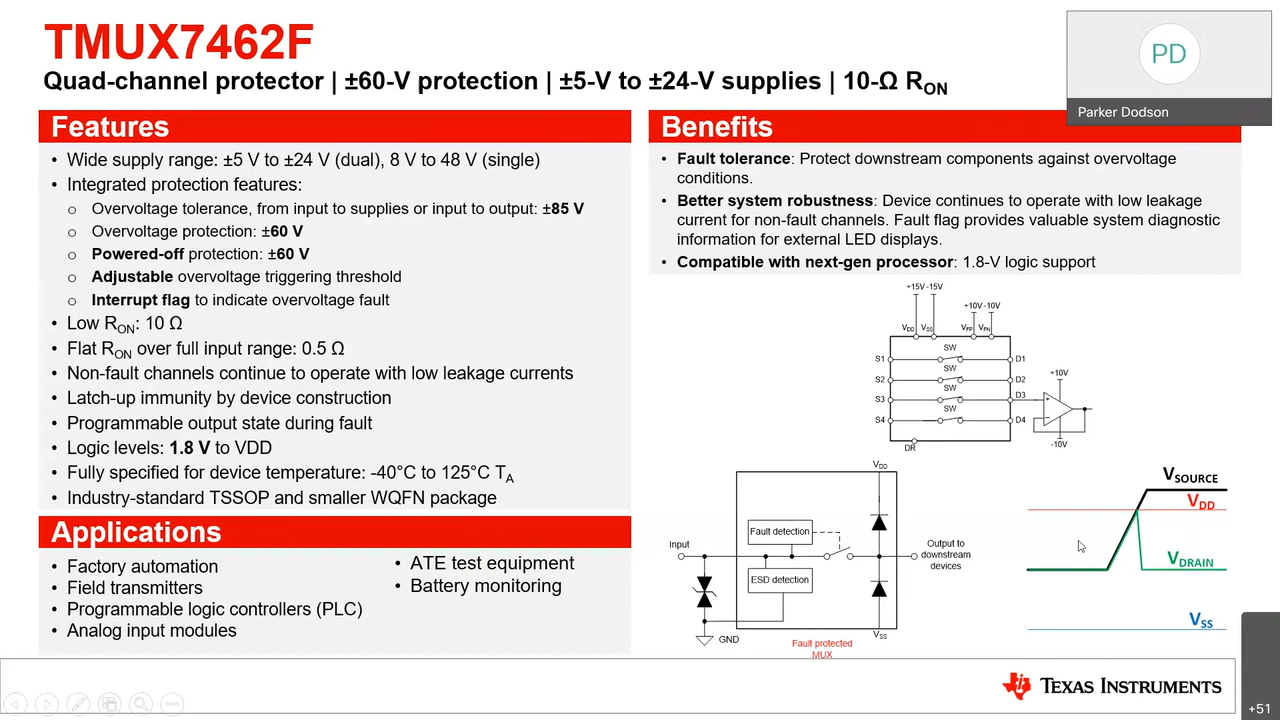 TMUX7462F
Quad-channel protector | ±60-V protection | ±5-V to ±24-V supplies | 10-Ω RON
PD
Parker Dodson
Features
• Wide supply range: ±5 V to ±24 V (dual), 8 V to 48 V (single)
• Integrated protection features:
o Overvoltage tolerance, from input to supplies or input to output: ±85 V
o Overvoltage protection: ±60 V
o Powered-off protection: ±60 V
o Adjustable overvoltage triggering threshold
o Interrupt flag to indicate overvoltage fault
• Low RON: 10 Ω
• Flat RON over full input range: 0.5 Ω
• Non-fault channels continue to operate with low leakage currents
• Latch-up immunity by device construction
• Programmable output state during fault
• Logic levels: 1.8 V to VDD
• Fully specified for device temperature: -40°C to 125°C TA
• Industry-standard TSSOP and smaller WQFN package
Applications
• Factory automation
• Field transmitters
• Programmable logic controllers (PLC)
• Analog input modules
• ATE test equipment
• Battery monitoring
Benefits
• Fault tolerance: Protect downstream components against overvoltage
conditions.
• Better system robustness: Device continues to operate with low leakage
current for non-fault channels. Fault flag provides valuable system diagnostic
information for external LED displays.
• Compatible with next-gen processor: 1.8-V logic support
+15V -15V
+10V -10V
VDD VSS VFP VFN
SW
S1 D1
SW
S2 D2
SW
S3 D3
SW
S4 D4
DR
+10V
+
-
-10V
VDD
Fault detection
Input
ESD detection
Output to
downstream
devices
GND
VSS
Fault protected
MUX
VSOURCE
VDD
VDRAIN
VSS
TEXAS INSTRUMENTS
+51